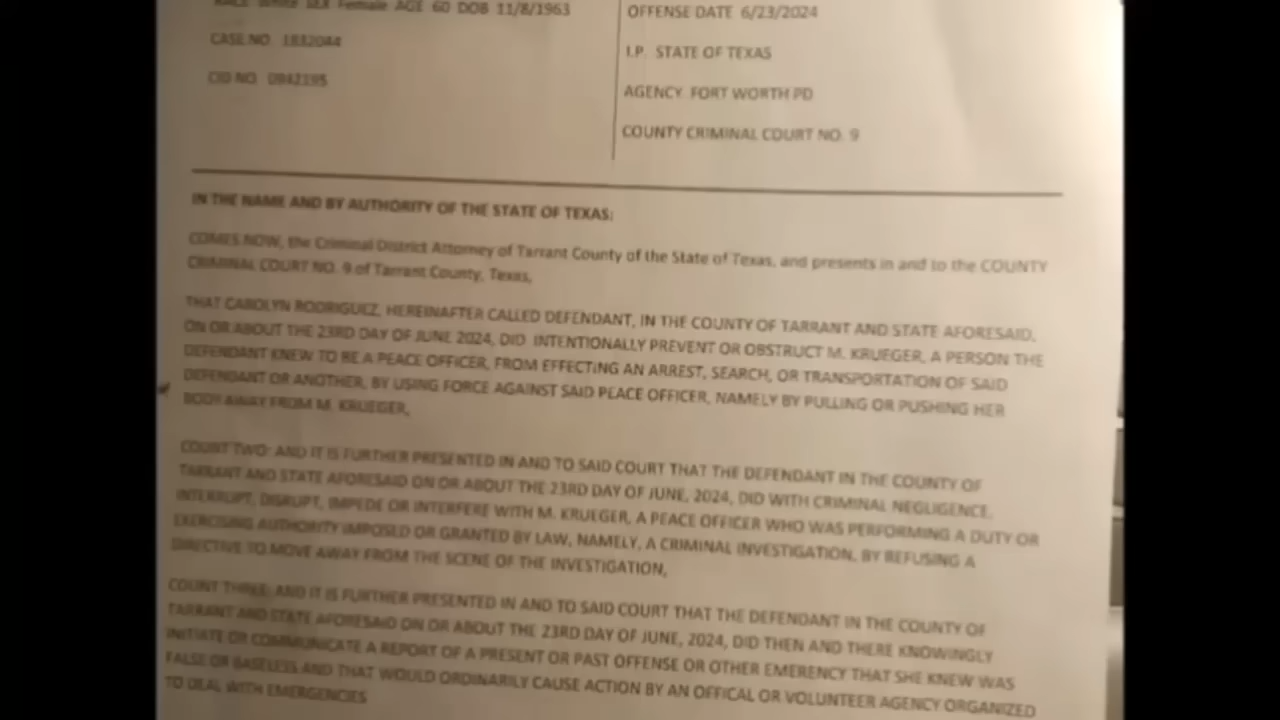 RACE White SEX Female AGE 60 DOB 11/8/1963
CASE NO. 1832044
CID NO. 0942195
OFFENSE DATE 6/23/2024
I.P. STATE OF TEXAS
AGENCY FORT WORTH PD
COUNTY CRIMINAL COURT NO. 9
IN THE NAME AND BY AUTHORITY OF THE STATE OF TEXAS:
COMES NOW, the Criminal District Attorney of Tarrant County of the State of Texas, and presents in and to the COUNTY
CRIMINAL COURT NO. 9 of Tarrant County, Texas,
THAT CAROLYN RODRIGUEZ, HEREINAFTER CALLED DEFENDANT, IN THE COUNTY OF TARRANT AND STATE AFORESAID,
ON OR ABOUT THE 23RD DAY OF JUNE 2024, DID INTENTIONALLY PREVENT OR OBSTRUCT M. KRUEGER, A PERSON THE
DEFENDANT KNEW TO BE A PEACE OFFICER, FROM EFFECTING AN ARREST, SEARCH, OR TRANSPORTATION OF SAID
DEFENDANT OR ANOTHER, BY USING FORCE AGAINST SAID PEACE OFFICER, NAMELY BY PULLING OR PUSHING HER
BODY AWAY FROM M. KRUEGER,
COUNT TWO: AND IT IS FURTHER PRESENTED IN AND TO SAID COURT THAT THE DEFENDANT IN THE COUNTY OF
TARRANT AND STATE AFORESAID ON OR ABOUT THE 23RD DAY OF JUNE, 2024, DID WITH CRIMINAL NEGLIGENCE,
INTERRUPT, DISRUPT, IMPEDE OR INTERFERE WITH M. KRUEGER, A PEACE OFFICER WHO WAS PERFORMING A DUTY OR
EXERCISING AUTHORITY IMPOSED OR GRANTED BY LAW, NAMELY, A CRIMINAL INVESTIGATION, BY REFUSING A
DIRECTIVE TO MOVE AWAY FROM THE SCENE OF THE INVESTIGATION,
COUNT THREE: AND IT IS FURTHER PRESENTED IN AND TO SAID COURT THAT THE DEFENDANT IN THE COUNTY OF
TARRANT AND STATE AFORESAID ON OR ABOUT THE 23RD DAY OF JUNE, 2024, DID THEN AND THERE KNOWINGLY
INITIATE OR COMMUNICATE A REPORT OF A PRESENT OR PAST OFFENSE OR OTHER EMERENCY THAT SHE KNEW WAS
FALSE OR BASELESS AND THAT WOULD ORDINARILY CAUSE ACTION BY AN OFFICAL OR VOLUNTEER AGENCY ORGANIZED
TO DEAL WITH EMERGENCIES